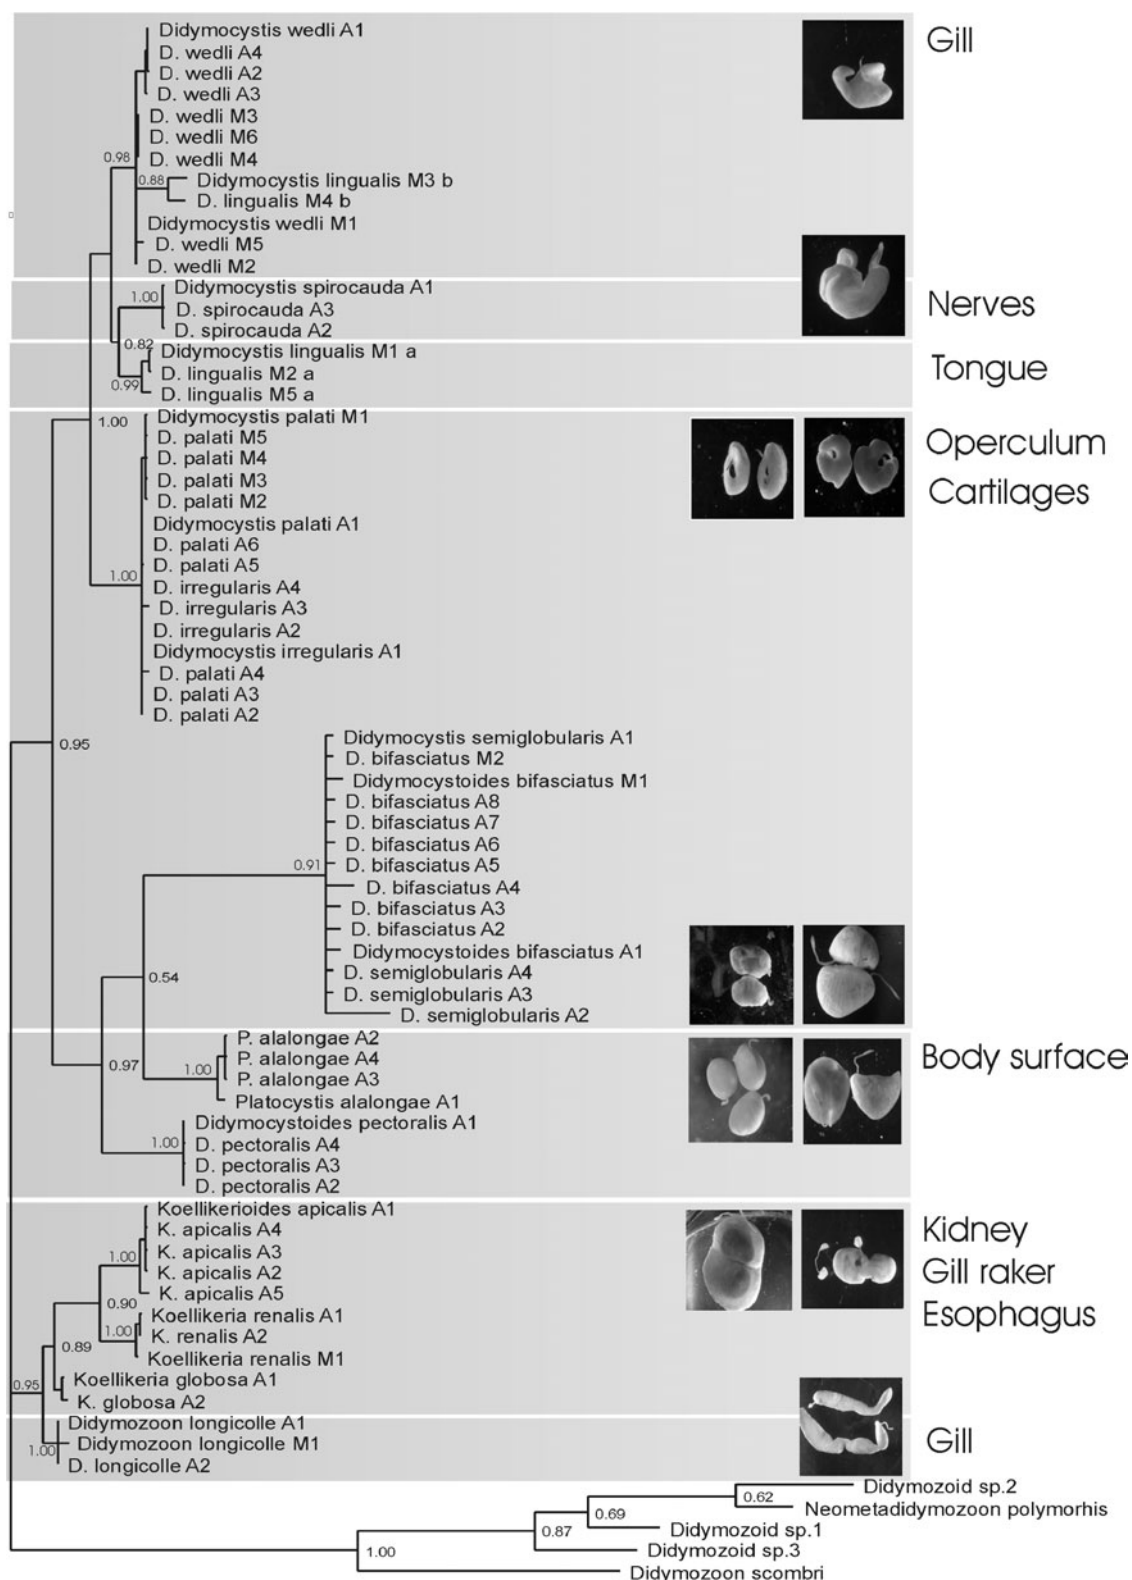 Didymocystis wedli A1
D. wedli A4
D. wedli A2
D. wedli A3
D. wedli M3
D. wedli M6
D. wedli M4
0.98
0.88
Didymocystis lingualis M3 b
D. lingualis M4 b
Didymocystis wedli M1
D. wedli M5
D. wedli M2
Gill
Didymocystis spirocauda A1
1.00
D. spirocauda A3
D. spirocauda A2
Nerves
0.82
Didymocystis lingualis M1 a
D. lingualis M2 a
0.99
D. lingualis M5 a
Tongue
1.00
Didymocystis palati M1
D. palati M5
D. palati M4
D. palati M3
D. palati M2
Didymocystis palati A1
D. palati A6
D. palati A5
1.00
D. irregularis A4
D. irregularis A3
D. irregularis A2
Didymocystis irregularis A1
D. palati A4
D. palati A3
D. palati A2
Operculum
Cartilages
0.95
Didymocystis semiglobularis A1
D. bifasciatus M2
Didymocystoides bifasciatus M1
D. bifasciatus A8
D. bifasciatus A7
D. bifasciatus A6
D. bifasciatus A5
0.91
D. bifasciatus A4
D. bifasciatus A3
D. bifasciatus A2
Didymocystoides bifasciatus A1
D. semiglobularis A4
0.54
D. semiglobularis A3
D. semiglobularis A2
P. alalongae A2
P. alalongae A4
0.97
1.00
P. alalongae A3
Platocystis alalongae A1
Didymocystoides pectoralis A1
1.00
D. pectoralis A4
D. pectoralis A3
D. pectoralis A2
Body surface
Koellikerioides apicalis A1
K. apicalis A4
1.00
K. apicalis A3
K. apicalis A2
K. apicalis A5
0.90
Koellikeria renalis A1
1.00
K. renalis A2
0.89
Koellikeria renalis M1
Koellikeria globosa A1
0.95
K. globosa A2
Kidney
Gill raker
Esophagus
Didymozoon longicolle A1
Didymozoon longicolle M1
1.00
D. longicolle A2
Gill
Didymozoid sp.2
0.62
Neometadidymozoon polymorhis
0.69
Didymozoid sp.1
0.87
Didymozoid sp.3
1.00
Didymozoon scombri